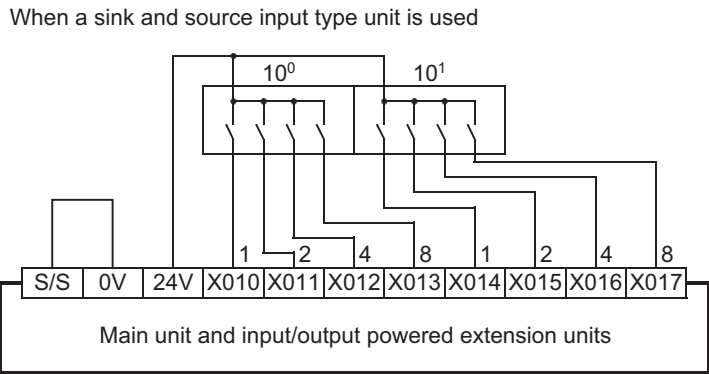 When a sink and source input type unit is used
10⁰ 10¹
1 2 4 8 1 2 4 8
S/S 0V 24V X010 X011 X012 X013 X014 X015 X016 X017
Main unit and input/output powered extension units